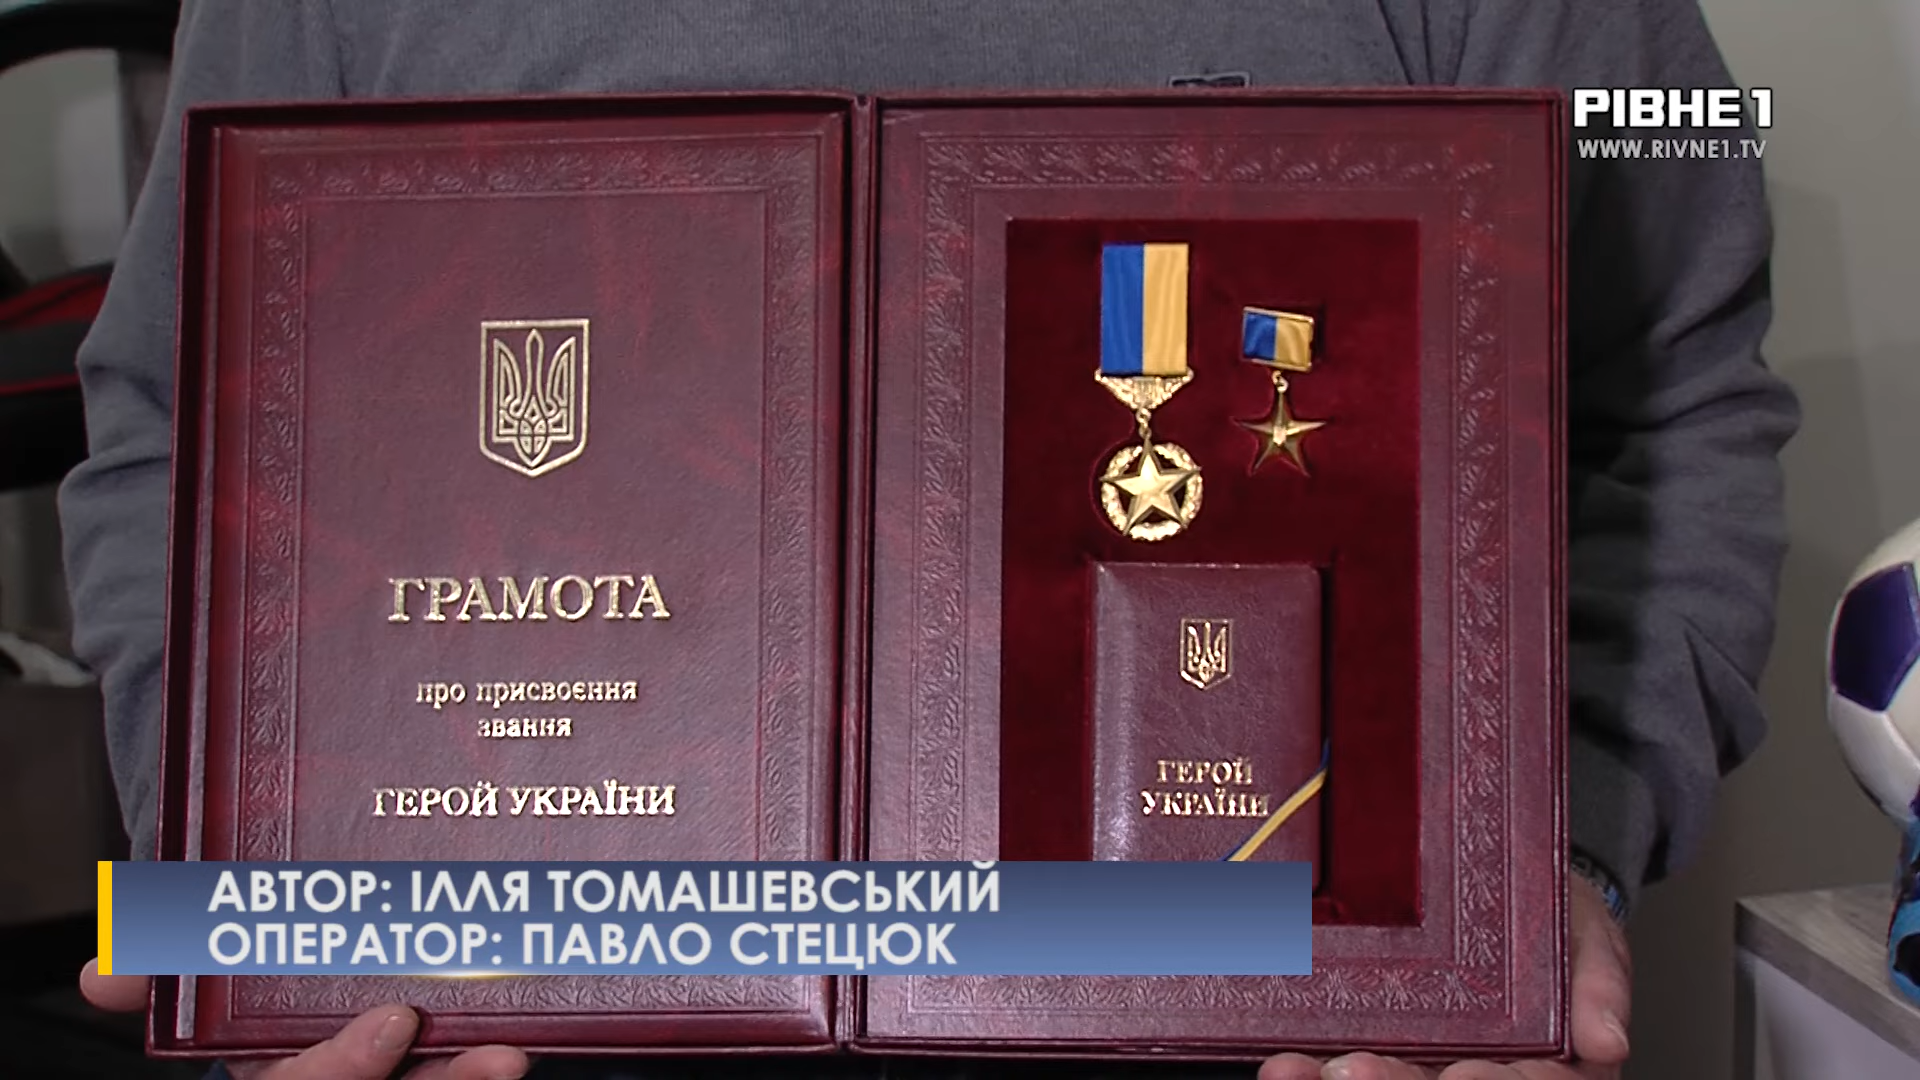 РІВНЕ 1
WWW.RIVNE1.TV
ГРАМОТА
про присвоєння
звання
ГЕРОЙ УКРАЇНИ
ГЕРОЙ
УКРАЇНИ
АВТОР: ІЛЛЯ ТОМАШЕВСЬКИЙ
ОПЕРАТОР: ПАВЛО СТЕЦЮК